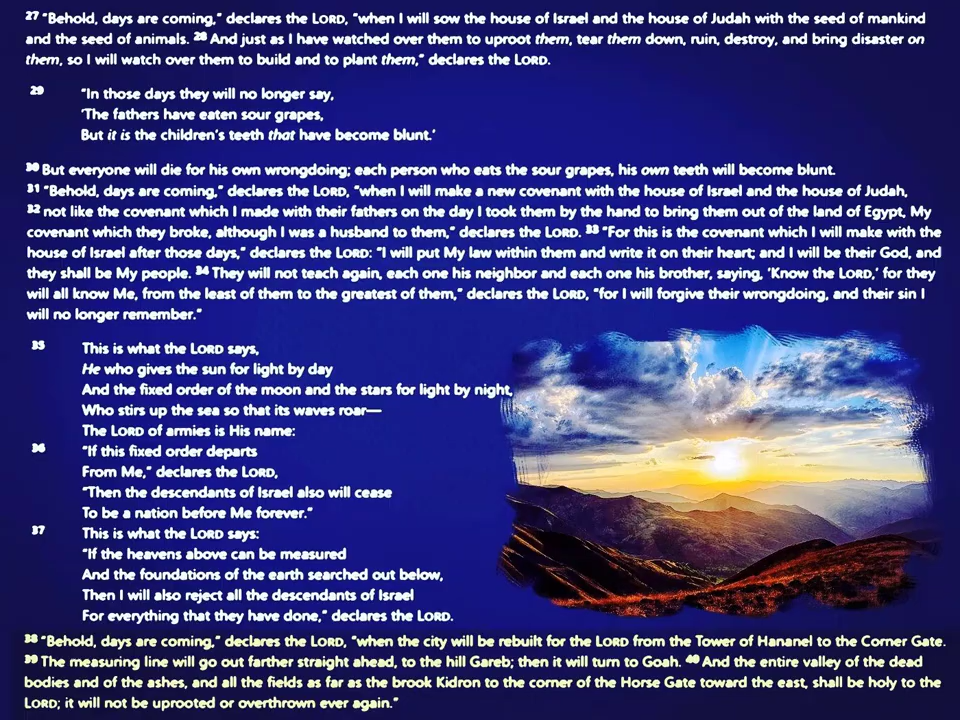 27 "Behold, days are coming," declares the LORD, "when I will sow the house of Israel and the house of Judah with the seed of mankind
and the seed of animals. 28 And just as I have watched over them to uproot them, tear them down, ruin, destroy, and bring disaster on
them, so I will watch over them to build and to plant them," declares the LORD.
29 "In those days they will no longer say,
'The fathers have eaten sour grapes,
But it is the children's teeth that have become blunt.'
30 But everyone will die for his own wrongdoing; each person who eats the sour grapes, his own teeth will become blunt.
31 "Behold, days are coming," declares the LORD, "when I will make a new covenant with the house of Israel and the house of Judah,
32 not like the covenant which I made with their fathers on the day I took them by the hand to bring them out of the land of Egypt, My
covenant which they broke, although I was a husband to them," declares the LORD. 33 "For this is the covenant which I will make with the
house of Israel after those days," declares the LORD: "I will put My law within them and write it on their heart; and I will be their God, and
they shall be My people. 34 They will not teach again, each one his neighbor and each one his brother, saying, 'Know the LORD,' for they
will all know Me, from the least of them to the greatest of them," declares the LORD, "for I will forgive their wrongdoing, and their sin I
will no longer remember."
35 This is what the LORD says,
He who gives the sun for light by day
And the fixed order of the moon and the stars for light by night,
Who stirs up the sea so that its waves roar—
The LORD of armies is His name:
36 "If this fixed order departs
From Me," declares the LORD,
"Then the descendants of Israel also will cease
To be a nation before Me forever."
37 This is what the LORD says:
"If the heavens above can be measured
And the foundations of the earth searched out below,
Then I will also reject all the descendants of Israel
For everything that they have done," declares the LORD.
38 "Behold, days are coming," declares the LORD, "when the city will be rebuilt for the LORD from the Tower of Hananel to the Corner Gate.
39 The measuring line will go out farther straight ahead, to the hill Gareb; then it will turn to Goah. 40 And the entire valley of the dead
bodies and of the ashes, and all the fields as far as the brook Kidron to the corner of the Horse Gate toward the east, shall be holy to the
LORD; it will not be uprooted or overthrown ever again."